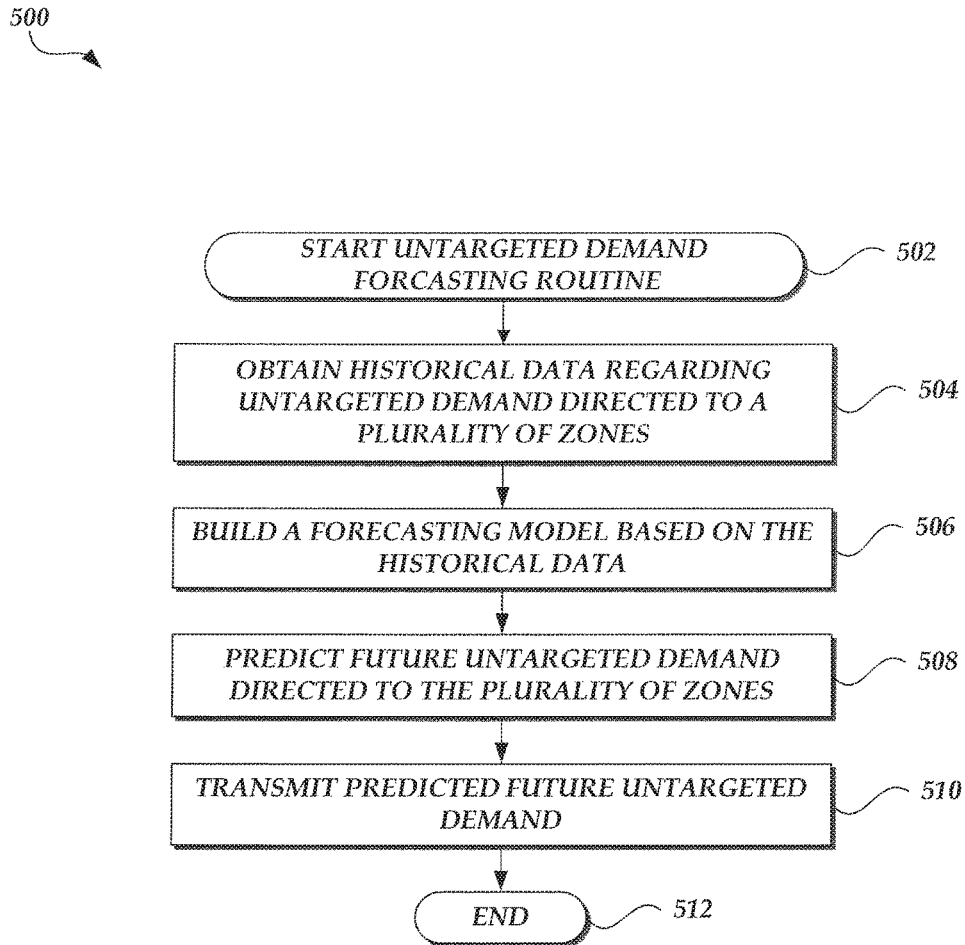 500
START UNTARGETED DEMAND
FORCASTING ROUTINE
502
OBTAIN HISTORICAL DATA REGARDING
UNTARGETED DEMAND DIRECTED TO A
PLURALITY OF ZONES
504
BUILD A FORECASTING MODEL BASED ON THE
HISTORICAL DATA
506
PREDICT FUTURE UNTARGETED DEMAND
DIRECTED TO THE PLURALITY OF ZONES
508
TRANSMIT PREDICTED FUTURE UNTARGETED
DEMAND
510
END
512